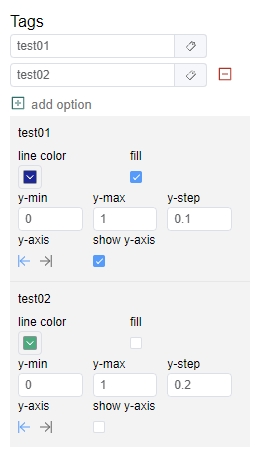 Tags
test01
test02
add option
test01
line color fill
y-min y-max y-step
0 1 0.1
y-axis show y-axis
test02
line color fill
y-min y-max y-step
0 1 0.2
y-axis show y-axis